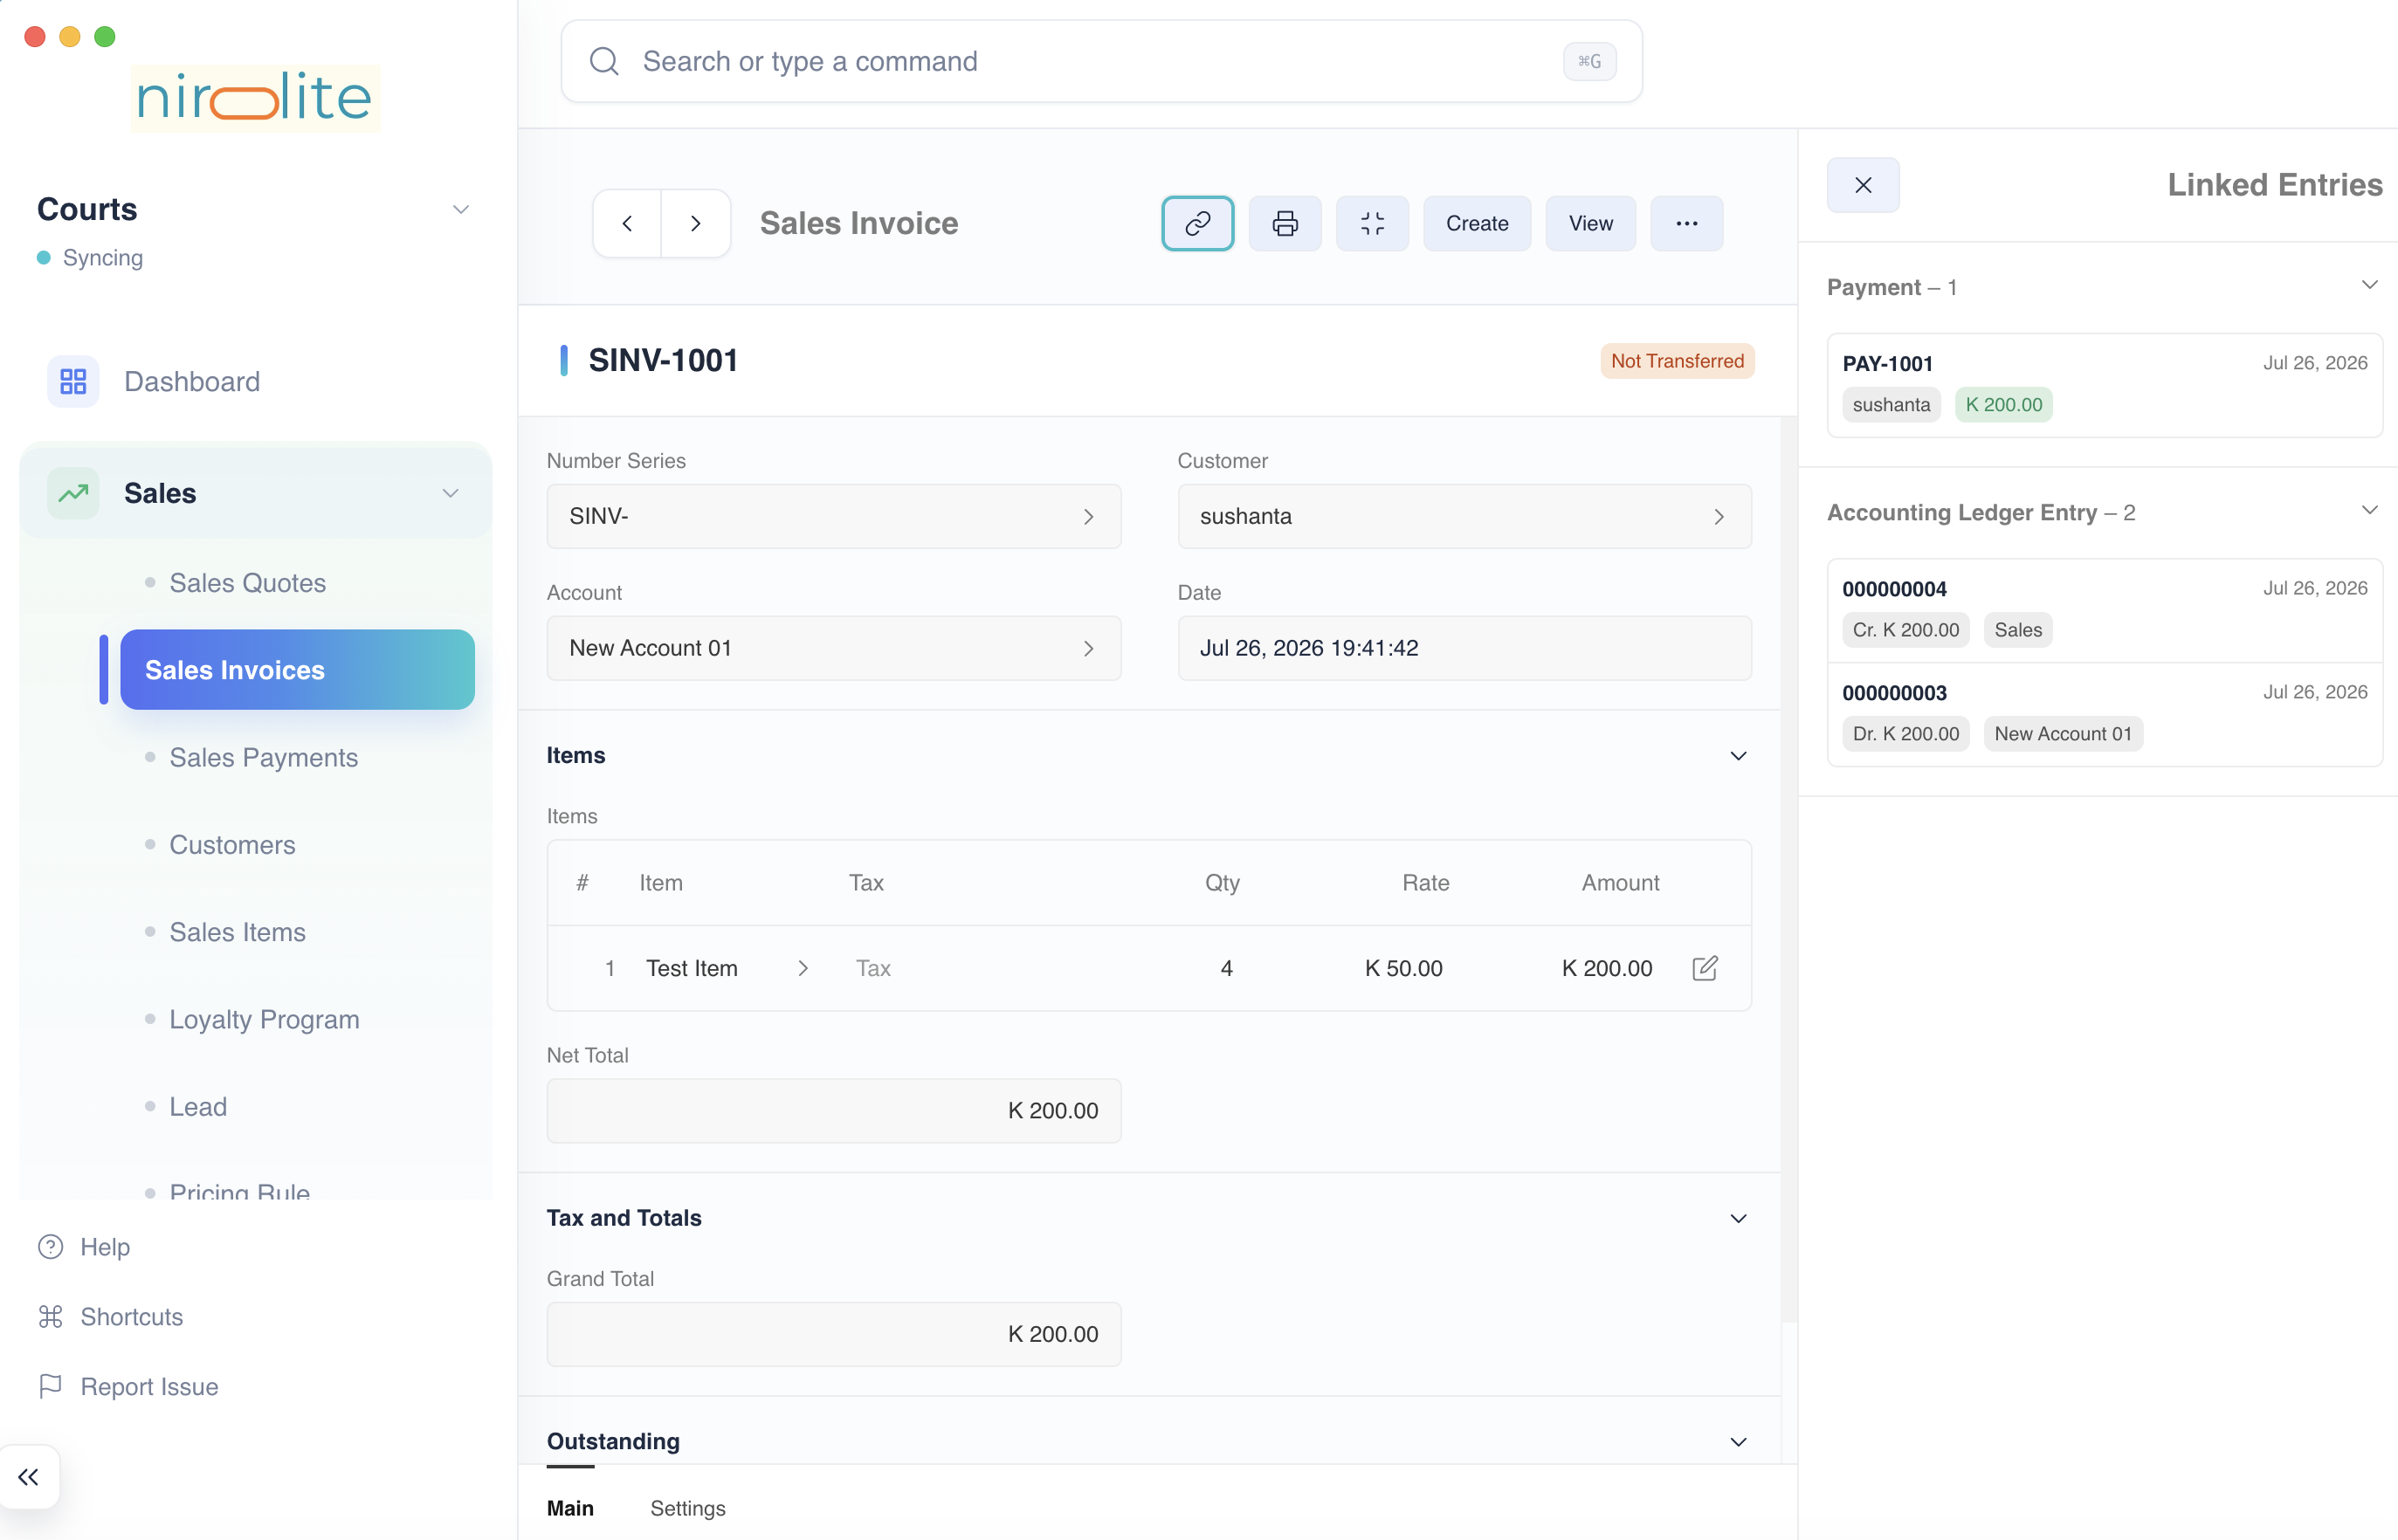 nirolite
Search or type a command
⌘G
Courts
Syncing
Dashboard
Sales
Sales Quotes
Sales Invoices
Sales Payments
Customers
Sales Items
Loyalty Program
Lead
Pricing Rule
Help
Shortcuts
Report Issue
Sales Invoice
Create
View
SINV-1001
Not Transferred
Number Series
Customer
SINV-
sushanta
Account
Date
New Account 01
Jul 26, 2026 19:41:42
Items
Items
# Item Tax Qty Rate Amount
1 Test Item Tax 4 K 50.00 K 200.00
Net Total
K 200.00
Tax and Totals
Grand Total
K 200.00
Outstanding
Main Settings
Linked Entries
Payment – 1
PAY-1001 Jul 26, 2026
sushanta K 200.00
Accounting Ledger Entry – 2
000000004 Jul 26, 2026
Cr. K 200.00 Sales
000000003 Jul 26, 2026
Dr. K 200.00 New Account 01